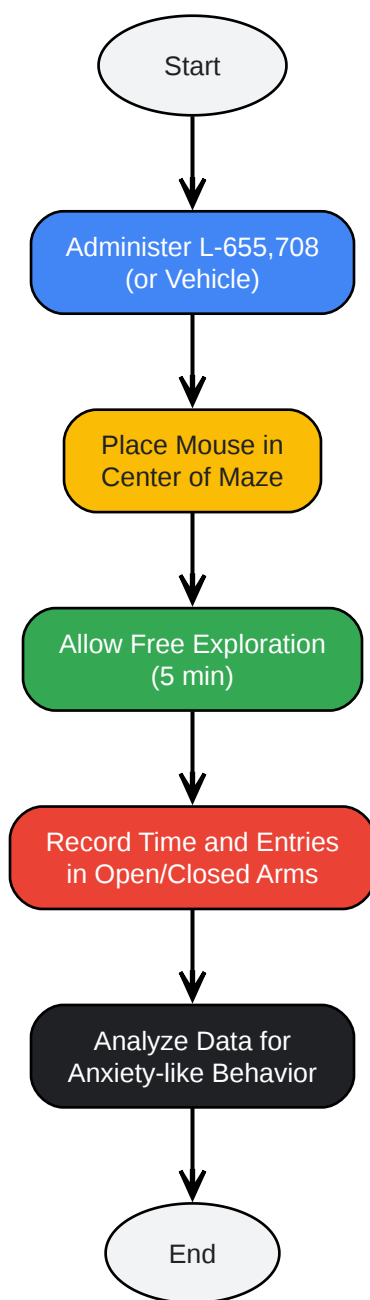 Start
Administer L-655,708
(or Vehicle)
Place Mouse in
Center of Maze
Allow Free Exploration
(5 min)
Record Time and Entries
in Open/Closed Arms
Analyze Data for
Anxiety-like Behavior
End